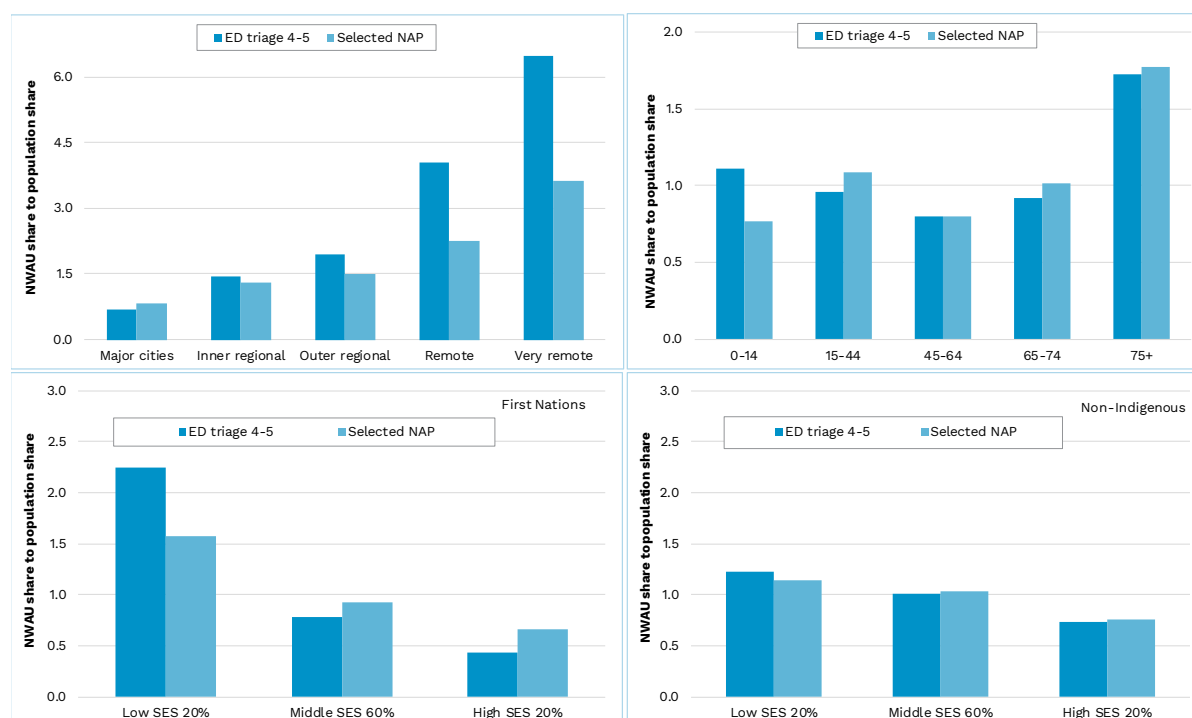 ED triage 4-5 Selected NAP
NWAU share to population share
6.0
4.5
3.0
1.5
0.0
Major cities Inner regional Outer regional Remote Very remote
ED triage 4-5 Selected NAP
NWAU share to population share
2.0
1.5
1.0
0.5
0.0
0-14 15-44 45-64 65-74 75+
First Nations
ED triage 4-5 Selected NAP
NWAU share to population share
3.0
2.5
2.0
1.5
1.0
0.5
0.0
Low SES 20% Middle SES 60% High SES 20%
Non-Indigenous
ED triage 4-5 Selected NAP
NWAU share to population share
3.0
2.5
2.0
1.5
1.0
0.5
0.0
Low SES 20% Middle SES 60% High SES 20%